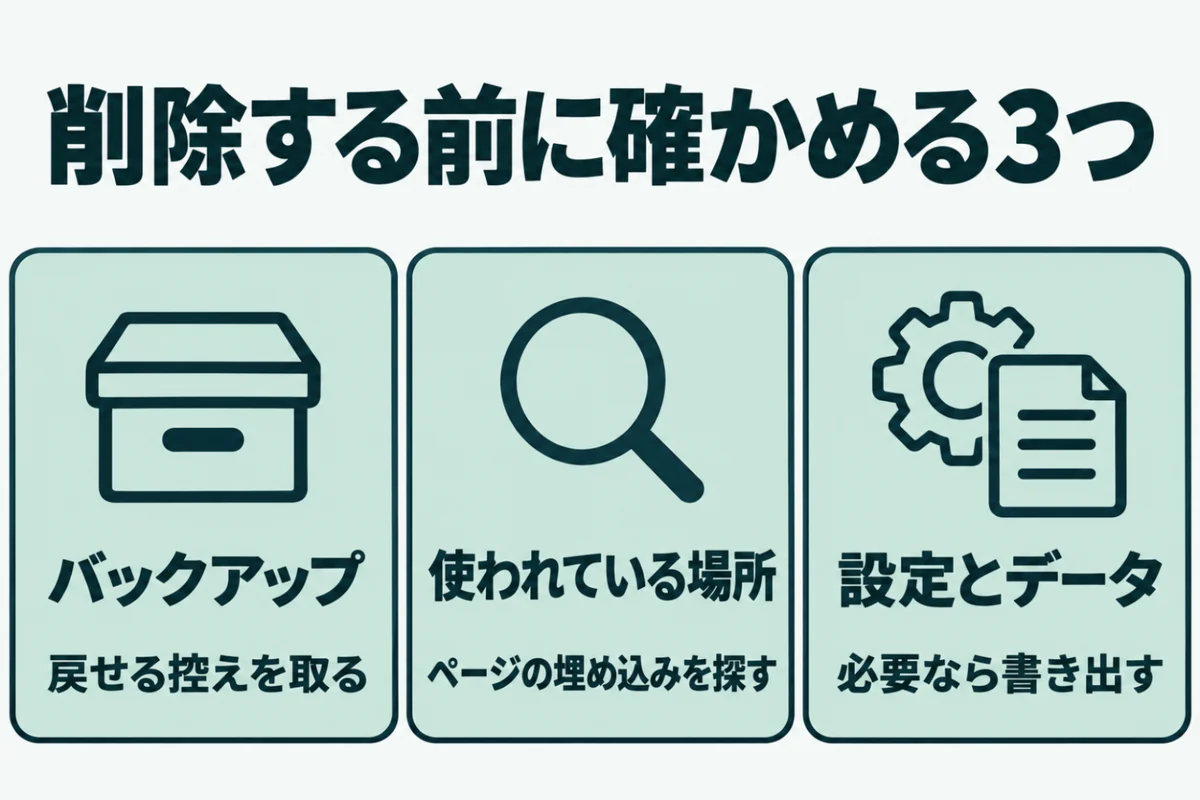 削除する前に確かめる3つ
バックアップ
戻せる控えを取る
使われている場所
ページの埋め込みを探す
設定とデータ
必要なら書き出す